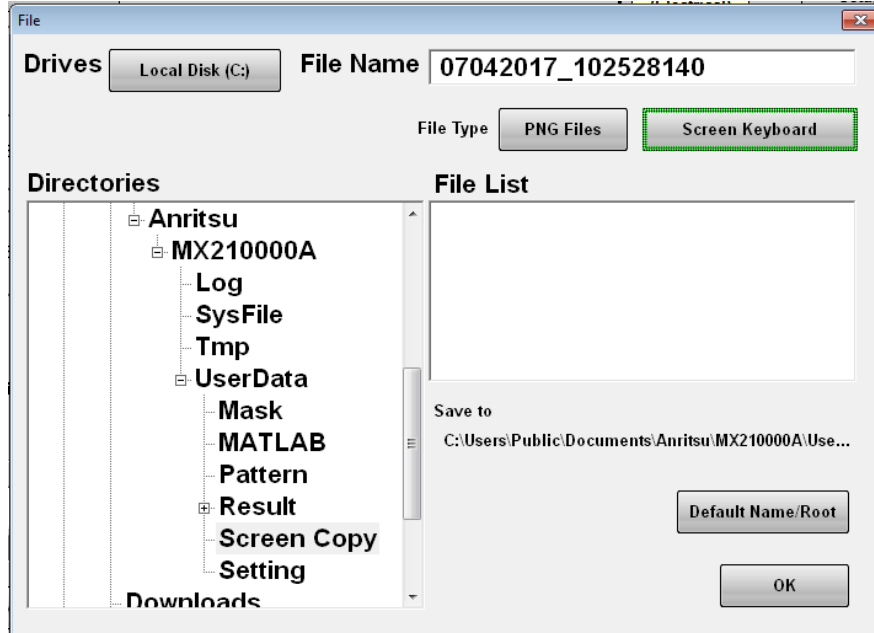 File
Drives
Local Disk (C:)
File Name
07042017_102528140
File Type
PNG Files
Screen Keyboard
Directories
Anritsu
MX210000A
Log
SysFile
Tmp
UserData
Mask
MATLAB
Pattern
Result
Screen Copy
Setting
Downloads
File List
Save to
C:\Users\Public\Documents\Anritsu\MX210000A\Use...
Default Name/Root
OK